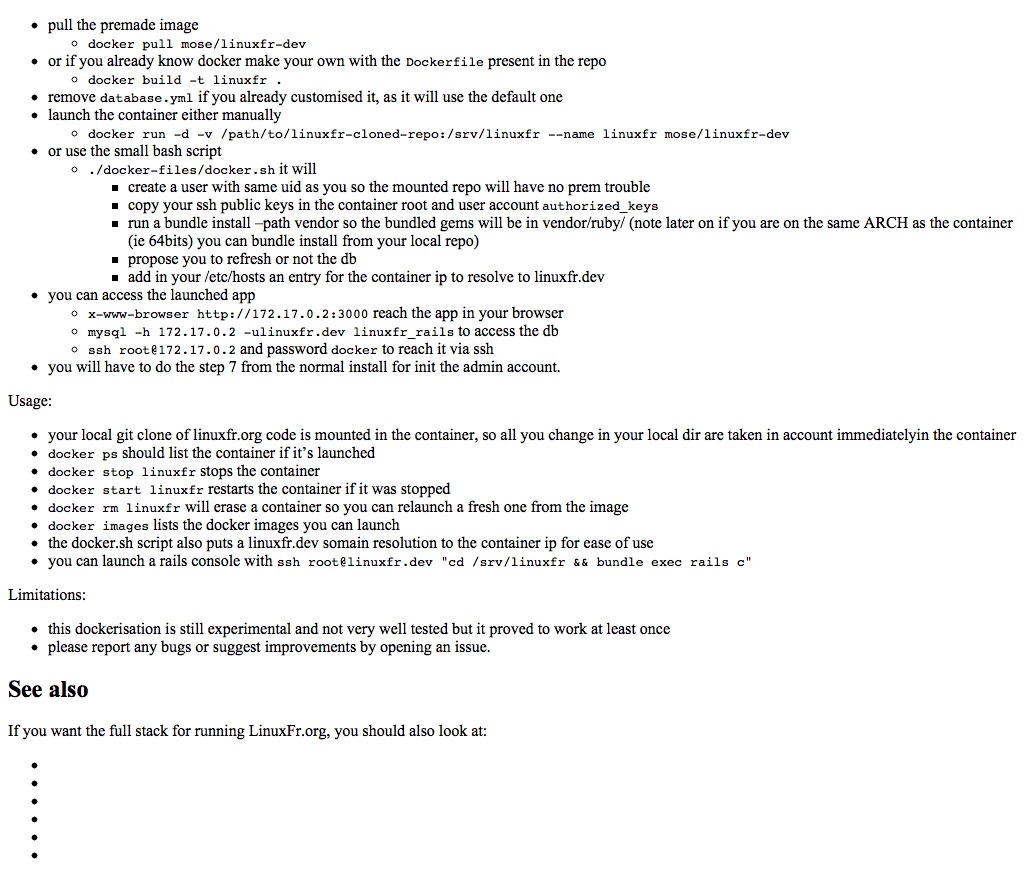 pull the premade image
docker pull mose/linuxfr-dev
or if you already know docker make your own with the Dockerfile present in the repo
docker build -t linuxfr .
remove database.yml if you already customised it, as it will use the default one
launch the container either manually
docker run -d -v /path/to/linuxfr-cloned-repo:/srv/linuxfr --name linuxfr mose/linuxfr-dev
or use the small bash script
./docker-files/docker.sh it will
create a user with same uid as you so the mounted repo will have no prem trouble
copy your ssh public keys in the container root and user account authorized_keys
run a bundle install –path vendor so the bundled gems will be in vendor/ruby/ (note later on if you are on the same ARCH as the container
(ie 64bits) you can bundle install from your local repo)
propose you to refresh or not the db
add in your /etc/hosts an entry for the container ip to resolve to linuxfr.dev
you can access the launched app
x-www-browser http://172.17.0.2:3000 reach the app in your browser
mysql -h 172.17.0.2 -ulinuxfr.dev linuxfr_rails to access the db
ssh root@172.17.0.2 and password docker to reach it via ssh
you will have to do the step 7 from the normal install for init the admin account.
Usage:
your local git clone of linuxfr.org code is mounted in the container, so all you change in your local dir are taken in account immediatelyin the container
docker ps should list the container if it's launched
docker stop linuxfr stops the container
docker start linuxfr restarts the container if it was stopped
docker rm linuxfr will erase a container so you can relaunch a fresh one from the image
docker images lists the docker images you can launch
the docker.sh script also puts a linuxfr.dev somain resolution to the container ip for ease of use
you can launch a rails console with ssh root@linuxfr.dev "cd /srv/linuxfr && bundle exec rails c"
Limitations:
this dockerisation is still experimental and not very well tested but it proved to work at least once
please report any bugs or suggest improvements by opening an issue.
See also
If you want the full stack for running LinuxFr.org, you should also look at: